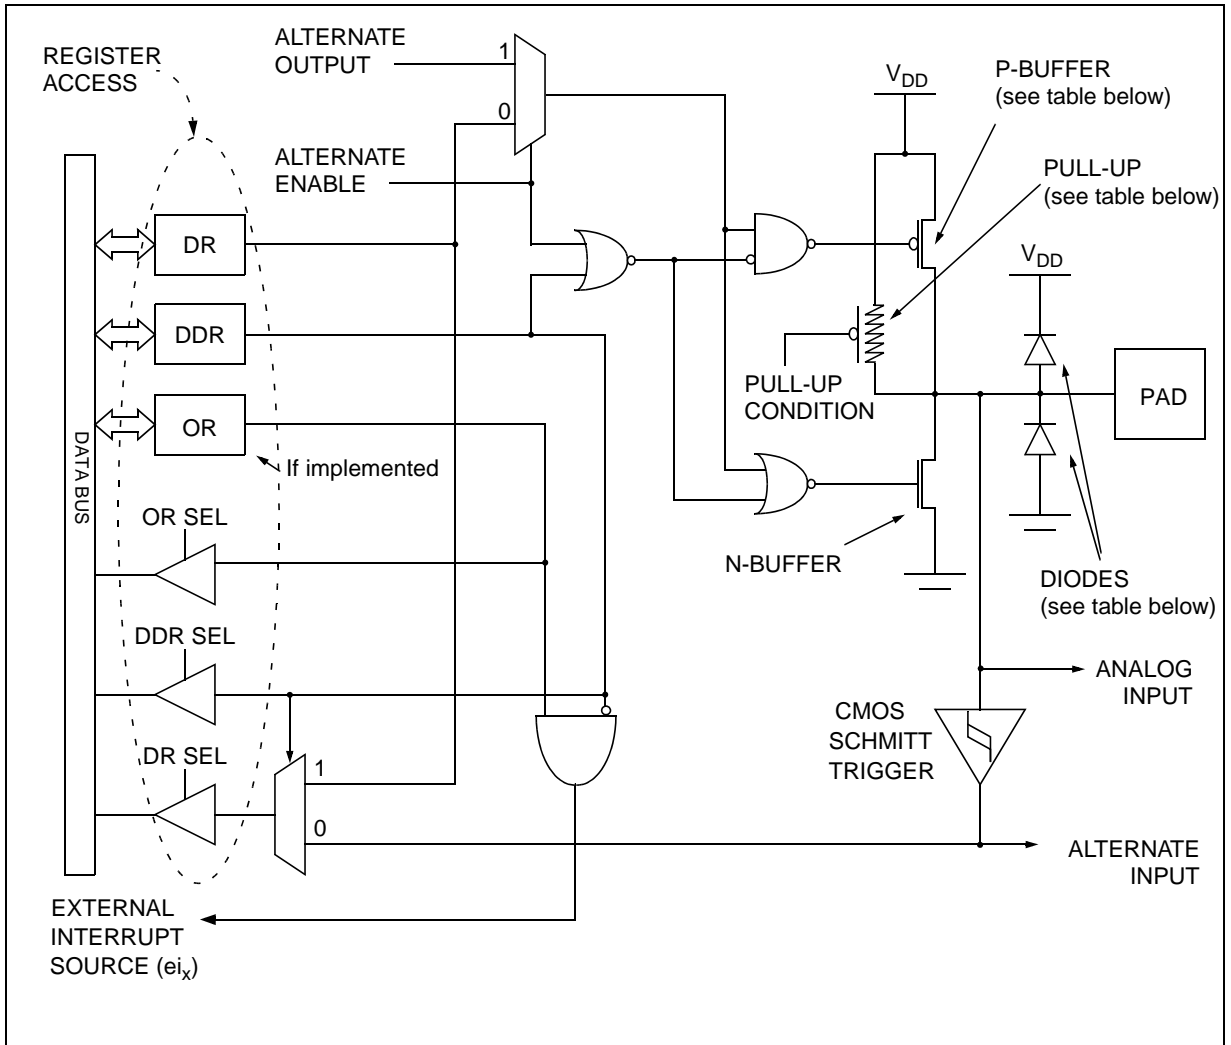 REGISTER
ACCESS
ALTERNATE
OUTPUT
1
0
ALTERNATE
ENABLE
VDD
P-BUFFER
(see table below)
PULL-UP
(see table below)
VDD
DR
DDR
OR
If implemented
DATA BUS
PULL-UP
CONDITION
PAD
N-BUFFER
DIODES
(see table below)
OR SEL
DDR SEL
DR SEL
1
0
CMOS
SCHMITT
TRIGGER
ANALOG
INPUT
ALTERNATE
INPUT
EXTERNAL
INTERRUPT
SOURCE (eix)